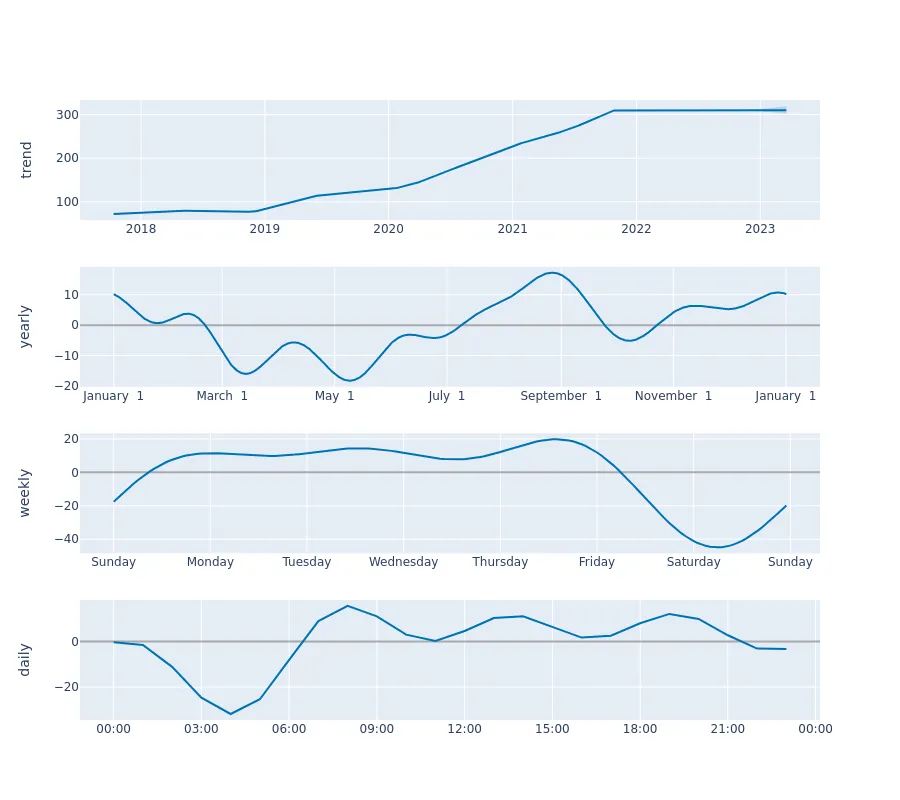 trend
300
200
100
2018 2019 2020 2021 2022 2023
yearly
10
0
−10
−20
January 1 March 1 May 1 July 1 September 1 November 1 January 1
weekly
20
0
−20
−40
Sunday Monday Tuesday Wednesday Thursday Friday Saturday Sunday
daily
0
−20
00:00 03:00 06:00 09:00 12:00 15:00 18:00 21:00 00:00